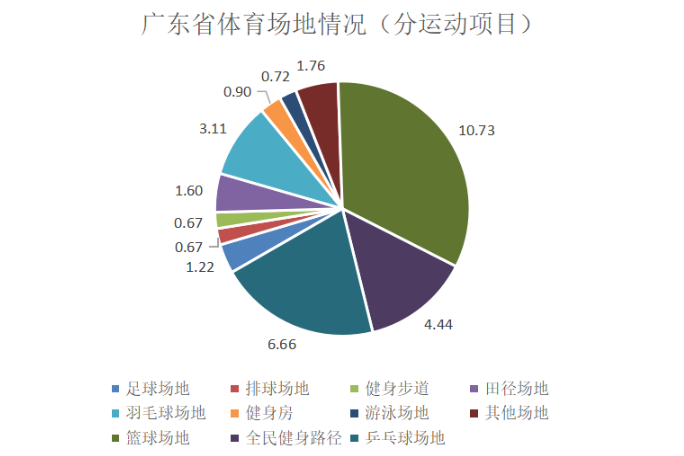 广东省体育场地情况（分运动项目）
1.76
0.72
0.90
3.11
10.73
1.60
0.67
0.67
1.22
4.44
6.66
足球场地 排球场地 健身步道 田径场地
羽毛球场地 健身房 游泳场地 其他场地
篮球场地 全民健身路径 乒乓球场地